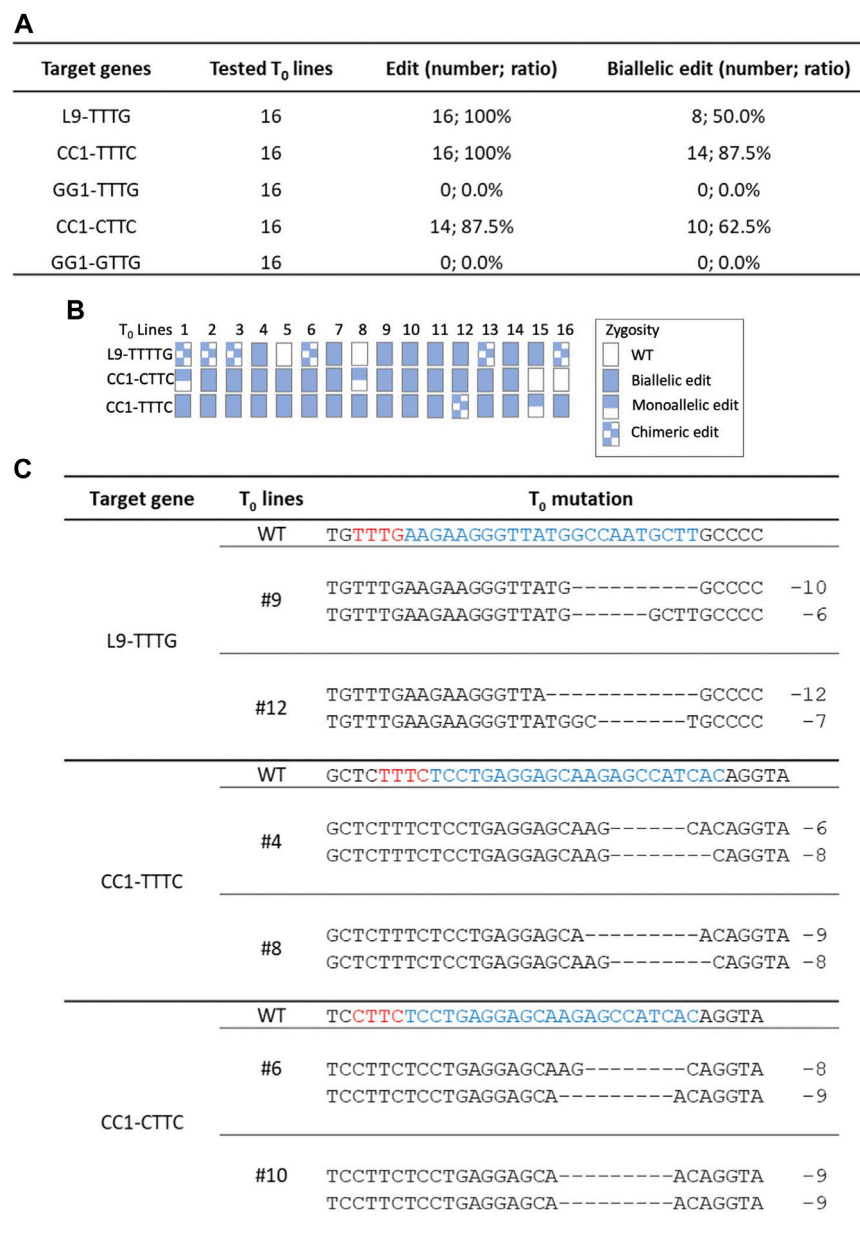 A
Target genes Tested T0 lines Edit (number; ratio) Biallelic edit (number; ratio)
L9-TTTG 16 16; 100% 8; 50.0%
CC1-TTTC 16 16; 100% 14; 87.5%
GG1-TTTG 16 0; 0.0% 0; 0.0%
CC1-CTTC 16 14; 87.5% 10; 62.5%
GG1-GTTG 16 0; 0.0% 0; 0.0%
B
T0 Lines 1 2 3 4 5 6 7 8 9 10 11 12 13 14 15 16
L9-TTTTG
CC1-CTTC
CC1-TTTC
Zygosity
WT
Biallelic edit
Monoallelic edit
Chimeric edit
C
Target gene T0 lines T0 mutation
L9-TTTG
WT TGTTTGAAGAAGGGTTATGGCCAATGCTTGCCCC
#9
TGTTTGAAGAAGGGTTATG----------GCCCC -10
TGTTTGAAGAAGGGTTATG------GCTTGCCCC -6
#12
TGTTTGAAGAAGGGTTA------------GCCCC -12
TGTTTGAAGAAGGGTTATGGC-------TGCCCC -7
CC1-TTTC
WT GCTCTTTCTCCTGAGGAGCAAGAGCCATCACAGGTA
#4
GCTCTTTCTCCTGAGGAGCAAG------CACAGGTA -6
GCTCTTTCTCCTGAGGAGCAAG--------CAGGTA -8
#8
GCTCTTTCTCCTGAGGAGCA---------ACAGGTA -9
GCTCTTTCTCCTGAGGAGCAAG--------CAGGTA -8
CC1-CTTC
WT TCCTTCTCCTGAGGAGCAAGAGCCATCACAGGTA
#6
TCCTTCTCCTGAGGAGCAAG--------CAGGTA -8
TCCTTCTCCTGAGGAGCA---------ACAGGTA -9
#10
TCCTTCTCCTGAGGAGCA---------ACAGGTA -9
TCCTTCTCCTGAGGAGCA---------ACAGGTA -9